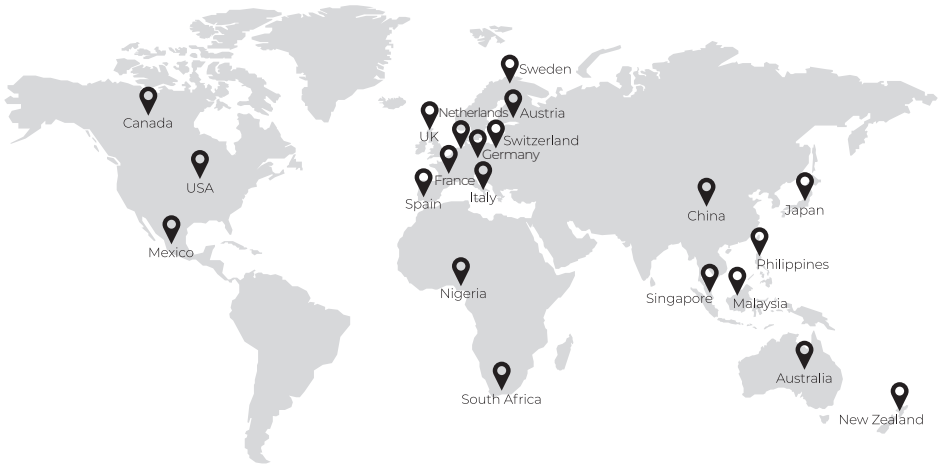 Sweden
Canada
Netherlands
Austria
UK
Switzerland
Germany
France
USA
Italy
Spain
China
Japan
Mexico
Philippines
Nigeria
Singapore
Malaysia
Australia
South Africa
New Zealand